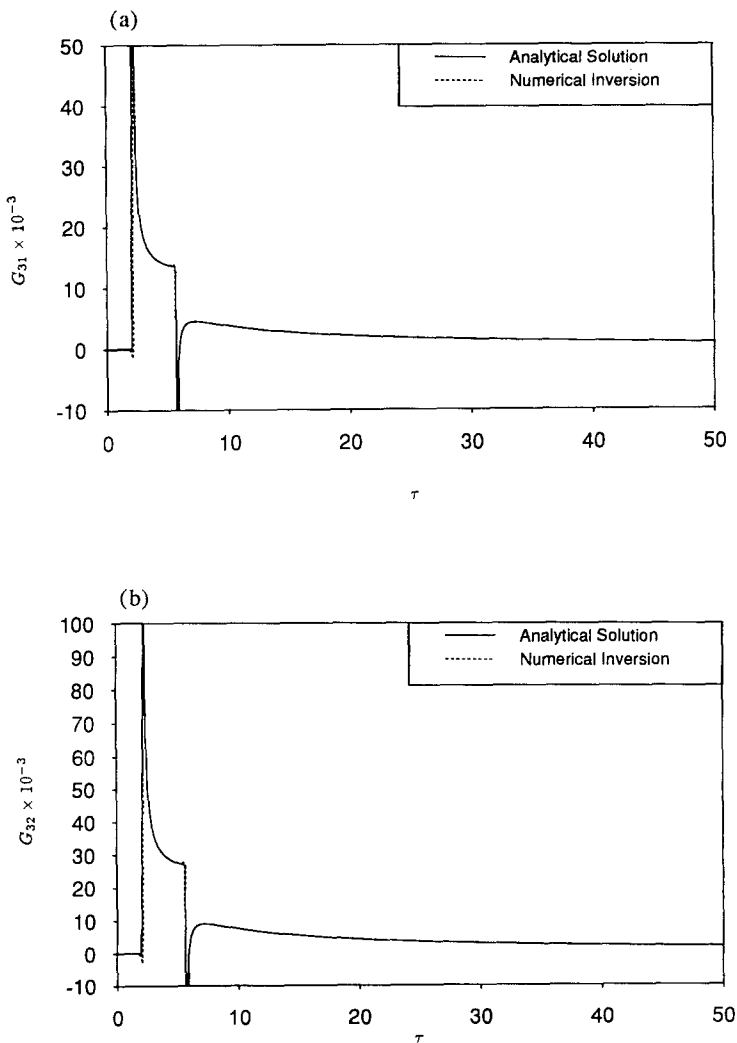 (a)
50
40
30
20
10
0
-10
G₃₁ × 10⁻³
Analytical Solution
Numerical Inversion
0 10 20 30 40 50
τ
(b)
100
90
80
70
60
50
40
30
20
10
0
-10
G₃₂ × 10⁻³
Analytical Solution
Numerical Inversion
0 10 20 30 40 50
τ